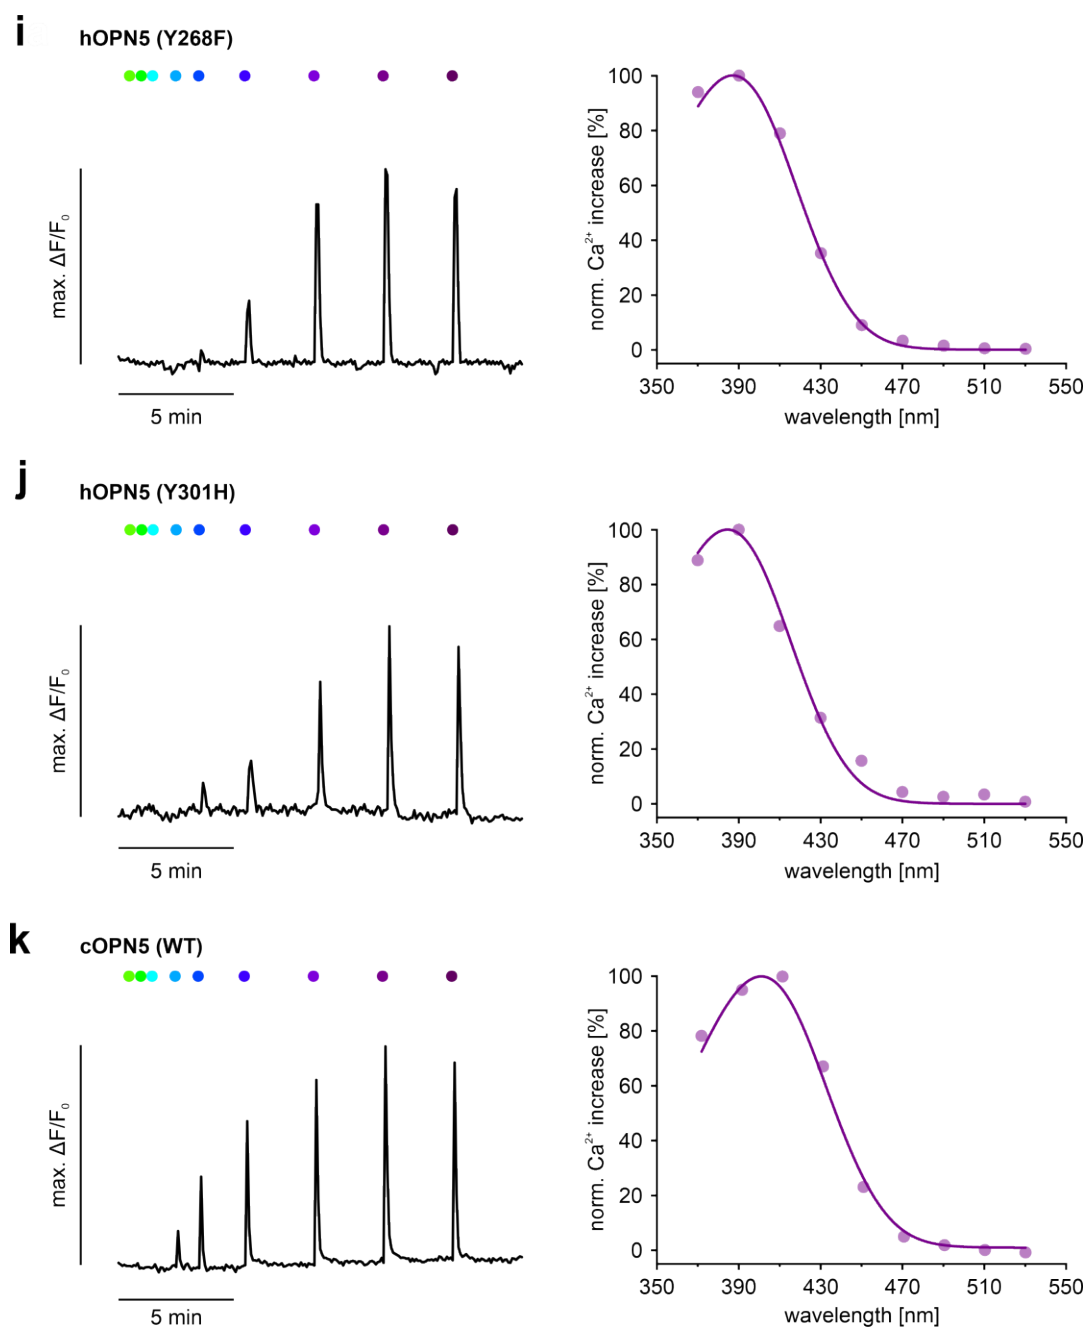 i
hOPN5 (Y268F)
max. ΔF/F₀
5 min
norm. Ca²⁺ increase [%]
100
80
60
40
20
0
350 390 430 470 510 550
wavelength [nm]
j
hOPN5 (Y301H)
max. ΔF/F₀
5 min
norm. Ca²⁺ increase [%]
100
80
60
40
20
0
350 390 430 470 510 550
wavelength [nm]
k
cOPN5 (WT)
max. ΔF/F₀
5 min
norm. Ca²⁺ increase [%]
100
80
60
40
20
0
350 390 430 470 510 550
wavelength [nm]